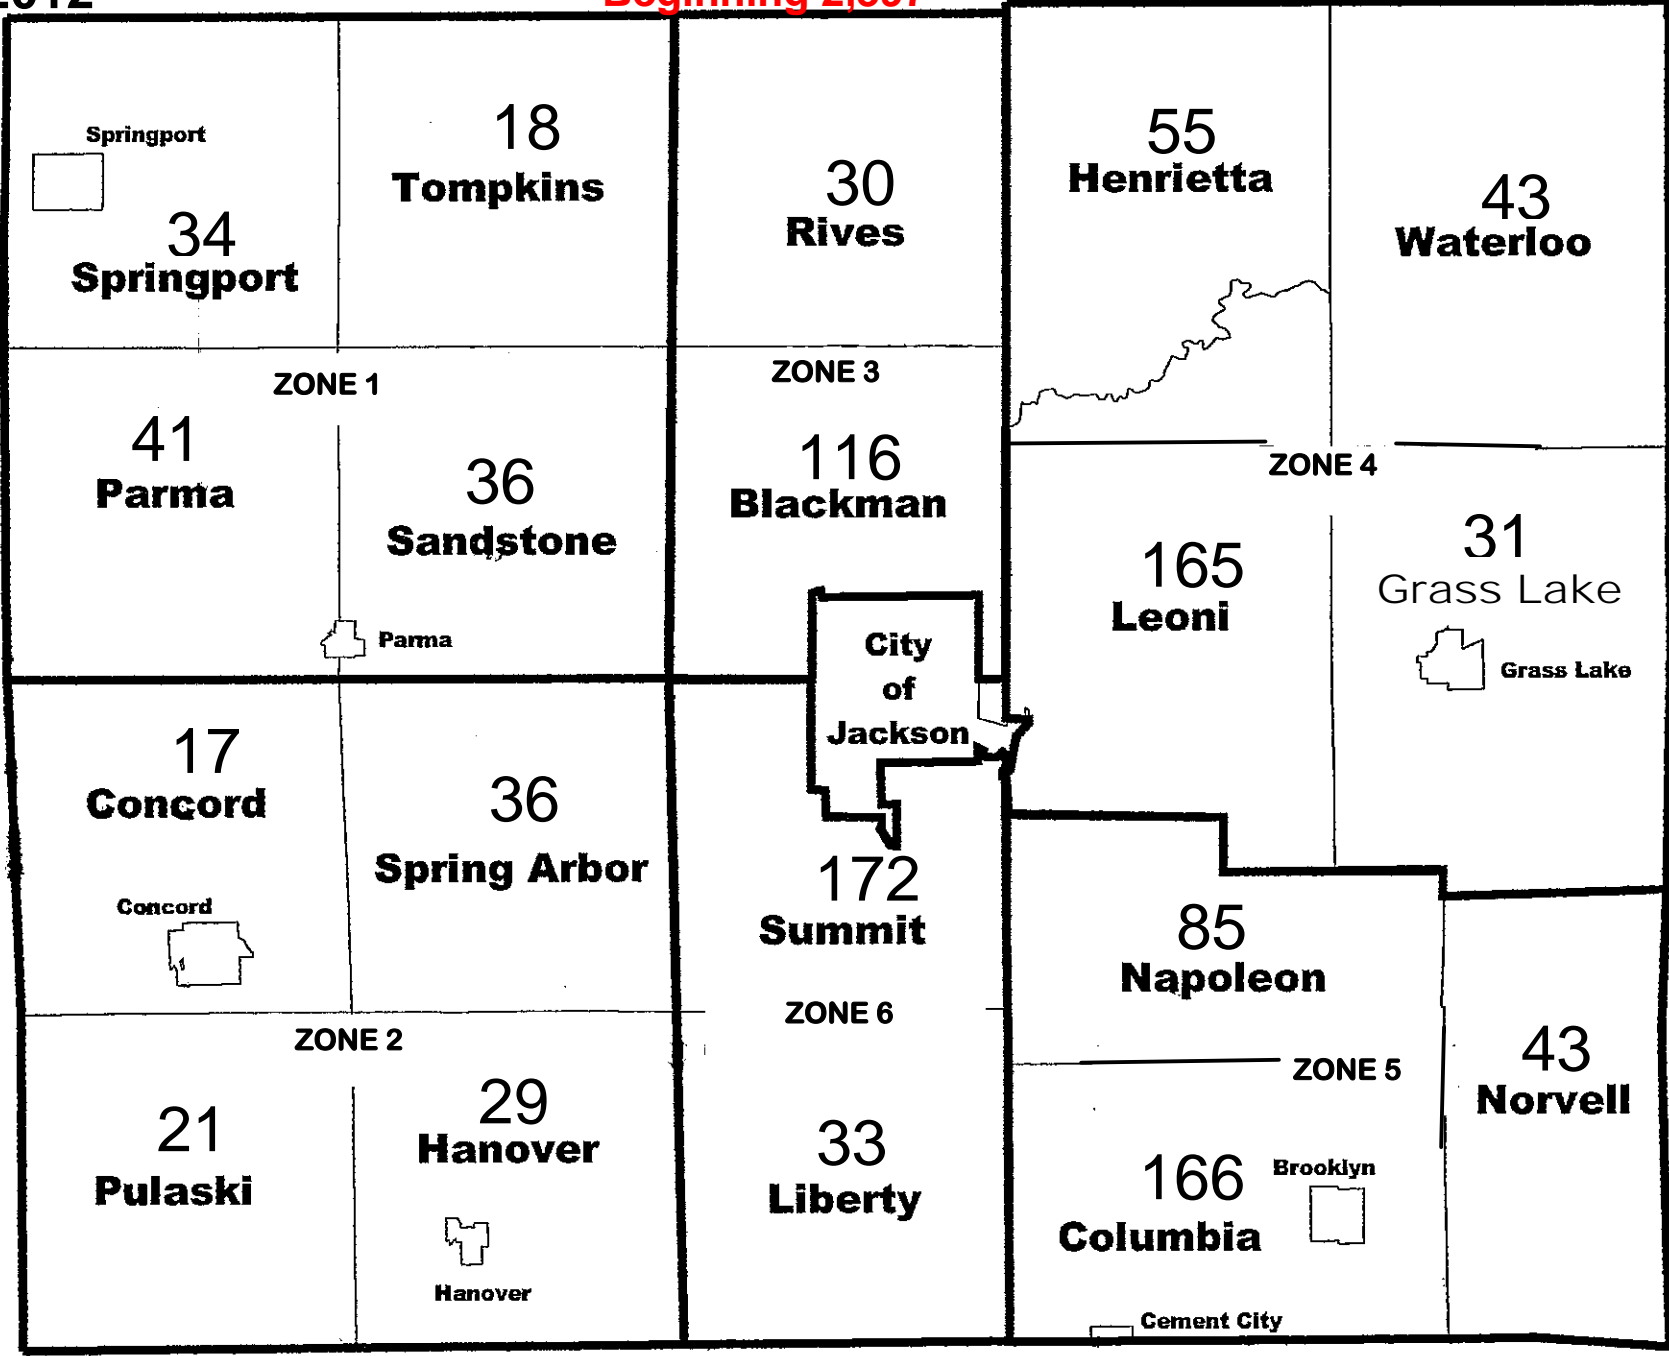 Springport
34
Springport
18
Tompkins
30
Rives
55
Henrietta
43
Waterloo
ZONE 1
ZONE 3
ZONE 4
41
Parma
36
Sandstone
Parma
116
Blackman
165
Leoni
31
Grass Lake
Grass Lake
City
of
Jackson
17
Concord
Concord
36
Spring Arbor
172
Summit
85
Napoleon
ZONE 2
ZONE 6
ZONE 5
21
Pulaski
29
Hanover
Hanover
33
Liberty
166
Columbia
Brooklyn
Cement City
43
Norvell